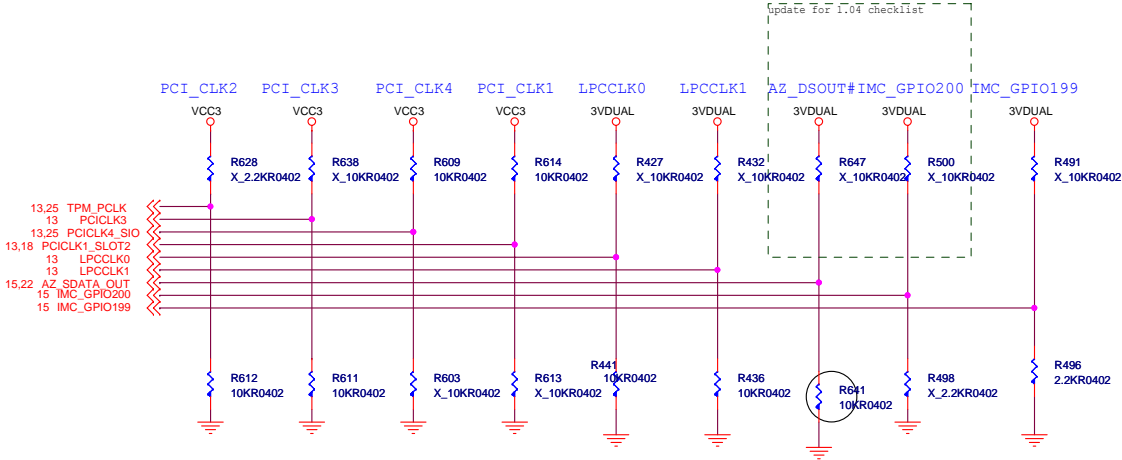 update for 1.04 checklist
PCI_CLK2 PCI_CLK3 PCI_CLK4 PCI_CLK1 LPCCLK0 LPCCLK1 AZ_DSOUT# IMC_GPIO200 IMC_GPIO199
VCC3 VCC3 VCC3 VCC3 3VDUAL 3VDUAL 3VDUAL 3VDUAL 3VDUAL
R628 R638 R609 R614 R427 R432 R647 R500 R491
X_2.2KR0402 X_10KR0402 10KR0402 10KR0402 X_10KR0402 X_10KR0402 X_10KR0402 X_10KR0402 X_10KR0402
13,25 TPM_PCLK
13 PCICLK3
13,25 PCICLK4_SIO
13,18 PCICLK1_SLOT2
13 LPCCLK0
13 LPCCLK1
15,22 AZ_SDATA_OUT
15 IMC_GPIO200
15 IMC_GPIO199
R612 R611 R603 R613 R441 R436 R641 R498 R496
10KR0402 10KR0402 X_10KR0402 X_10KR0402 10KR0402 10KR0402 10KR0402 X_2.2KR0402 2.2KR0402